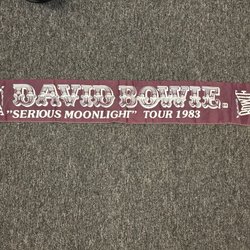 DAVID BOWIE
"SERIOUS MOONLIGHT" TOUR 1983